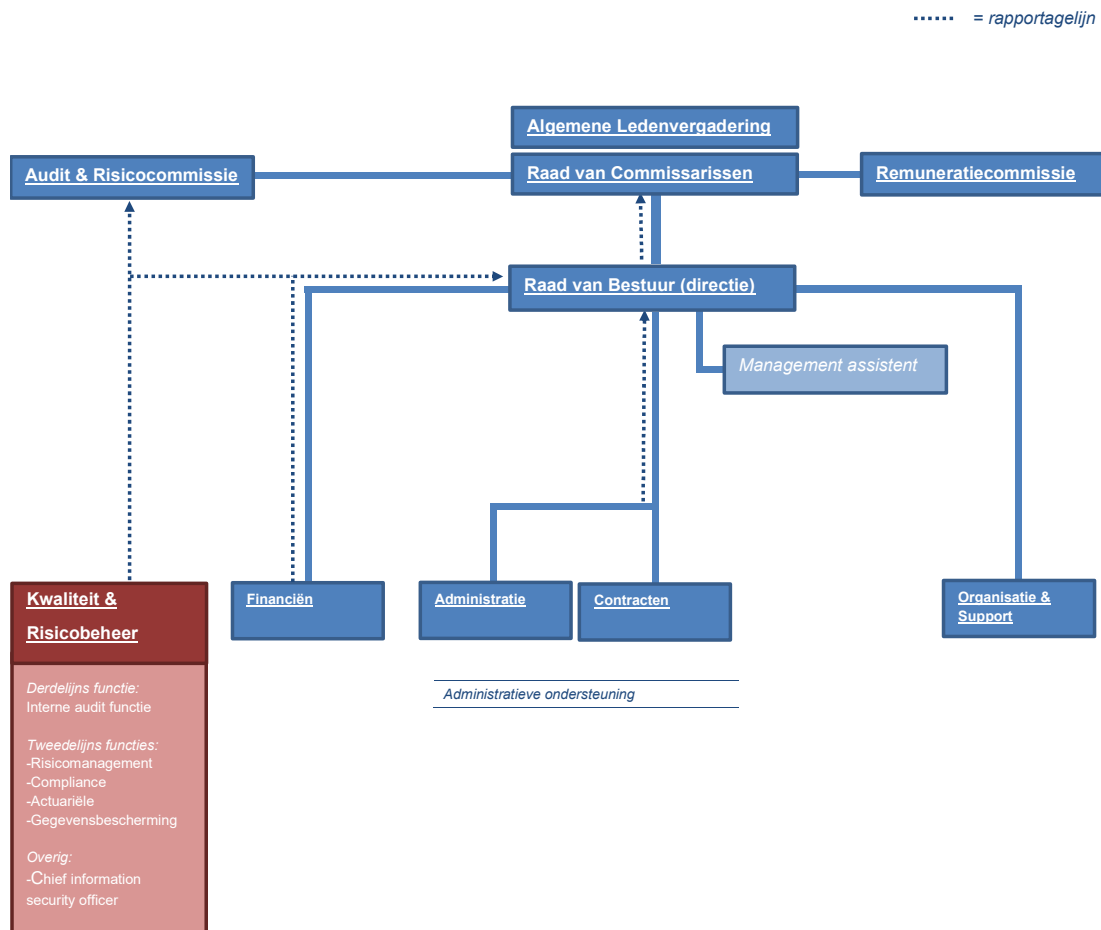 = rapportagelijn
Algemene Ledenvergadering
Audit & Risicocommissie
Raad van Commissarissen
Remuneratiecommissie
Raad van Bestuur (directie)
Management assistent
Kwaliteit &
Risicobeheer
Financiën
Administratie
Contracten
Organisatie &
Support
Administratieve ondersteuning
Derdelijns functie:
Interne audit functie
Tweedelijns functies:
-Risicomanagement
-Compliance
-Actuariële
-Gegevensbescherming
Overig:
-Chief information
security officer